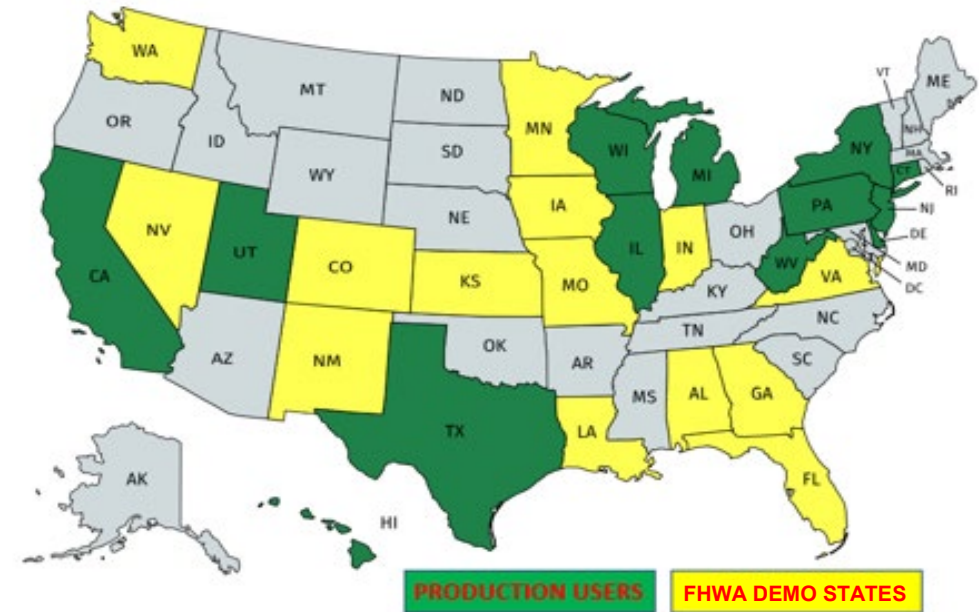 WA
MT
ND
MN
VT
ME
OR
ID
SD
WI
NH
NY
WY
MI
MA
CT
RI
IA
NE
PA
NJ
NV
UT
IL
IN
OH
DE
CO
CA
KS
MO
WV
VA
MD
KY
DC
NC
TN
OK
AZ
NM
AR
SC
MS
AL
GA
TX
LA
AK
FL
HI
PRODUCTION USERS
FHWA DEMO STATES